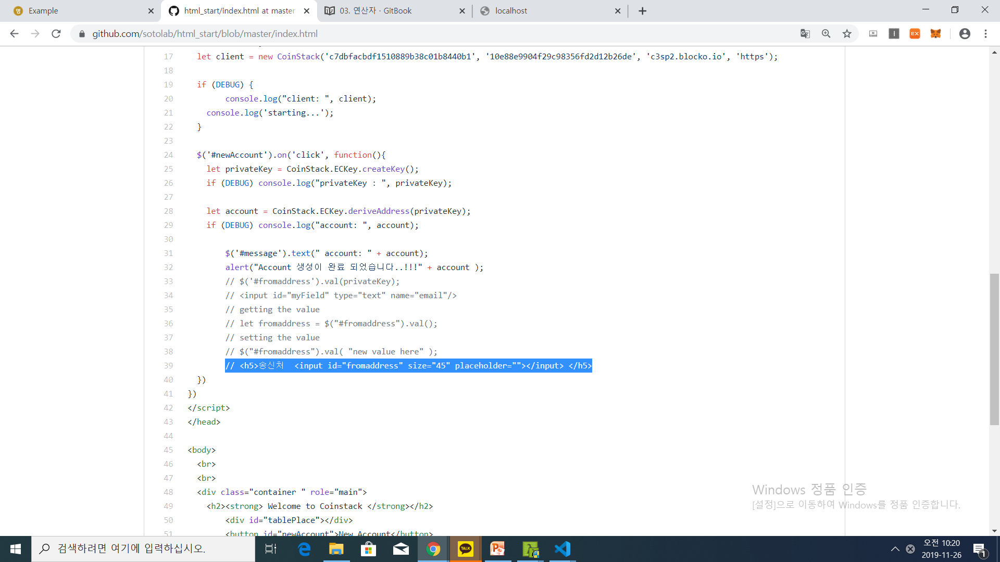 명 Example
html_start/index.html at master
03. 연산자 · GitBook
localhost
github.com/sotolab/html_start/blob/master/index.html
17 let client = new CoinStack('c7dbfacbdf1510889b38c01b8440b1', '10e88e9904f29c98356fd2d12b26de', 'c3sp2.blocko.io', 'https');
18
19 if (DEBUG) {
20 console.log("client: ", client);
21 console.log('starting...');
22 }
23
24 $('#newAccount').on('click', function(){
25 let privateKey = CoinStack.ECKey.createKey();
26 if (DEBUG) console.log("privateKey : ", privateKey);
27
28 let account = CoinStack.ECKey.deriveAddress(privateKey);
29 if (DEBUG) console.log("account: ", account);
30
31 $('#message').text(" account: " + account);
32 alert("Account 생성이 완료 되었습니다..!!!" + account );
33 // $('#fromaddress').val(privateKey);
34 // <input id="myField" type="text" name="email"/>
35 // getting the value
36 // let fromaddress = $("#fromaddress").val();
37 // setting the value
38 // $("#fromaddress").val( "new value here" );
39 // <h5>송신처 <input id="fromaddress" size="45" placeholder=""></input> </h5>
40 })
41 })
42 </script>
43 </head>
44
45 <body>
46 <br>
47 <br>
48 <div class="container " role="main">
49 <h2><strong> Welcome to Coinstack </strong></h2>
50 <div id="tablePlace"></div>
51 <button id="newAccount">New Account</button>
Windows 정품 인증
[설정]으로 이동하여 Windows를 정품 인증합니다.
검색하려면 여기에 입력하십시오.
TALK
오전 10:20
2019-11-26
1